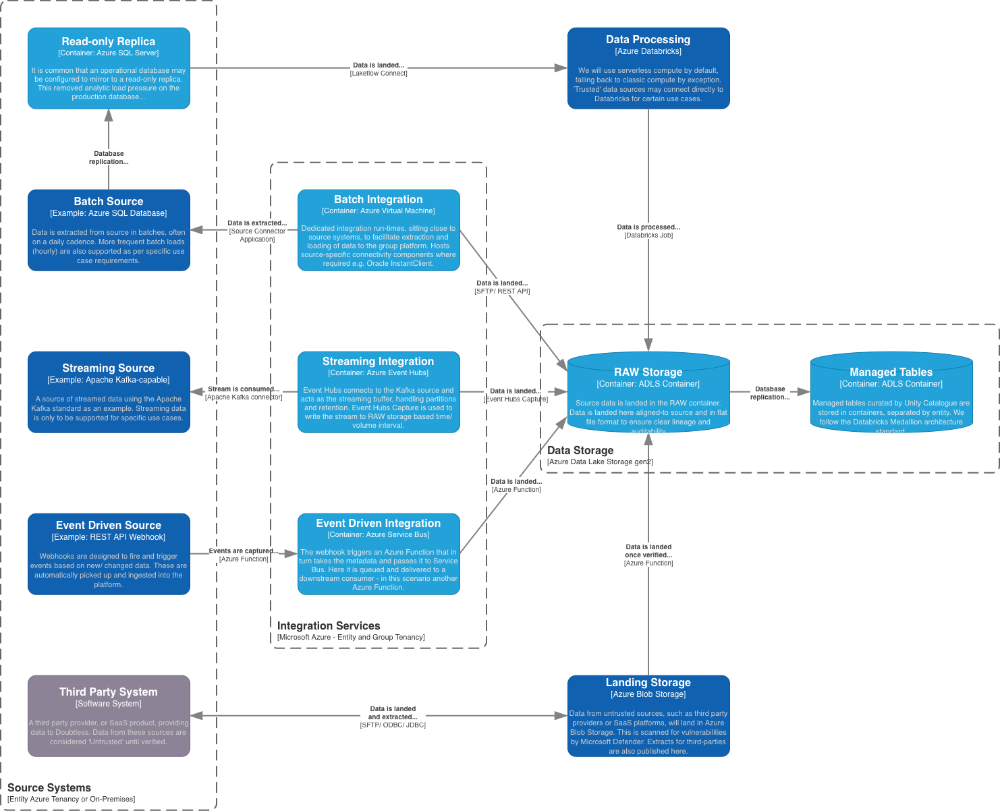 Read-only Replica
[Container: Azure SQL Server]
It is common that an operational database may
be configured to mirror to a read-only replica.
This removed analytic load pressure on the
production database...
Data is landed...
[Lakeflow Connect]
Data Processing
[Azure Databricks]
We will use serverless compute by default,
falling back to classic compute by exception.
'Trusted' data sources may connect directly to
Databricks for certain use cases.
Database
replication...
Batch Source
[Example: Azure SQL Database]
Data is extracted from source in batches, often
on a daily cadence. More frequent batch loads
(hourly) are also supported as per specific use
case requirements.
Data is extracted...
[Source Connector
Application]
Batch Integration
[Container: Azure Virtual Machine]
Dedicated integration run-times, sitting close to
source systems, to facilitate extraction and
loading of data to the group platform. Hosts
source-specific connectivity components where
required e.g. Oracle InstantClient.
Data is processed...
[Databricks Job]
Data is landed...
[SFTP/ REST API]
Streaming Source
[Example: Apache Kafka-capable]
A source of streamed data using the Apache
Kafka standard as an example. Streaming data
is only to be supported for specific use cases.
Stream is consumed...
[Apache Kafka connector]
Streaming Integration
[Container: Azure Event Hubs]
Event Hubs connects to the Kafka source and
acts as the streaming buffer, handling partitions
and retention. Event Hubs Capture is used to
write the stream to RAW storage based time/
volume interval.
Data is landed...
[Event Hubs Capture]
RAW Storage
[Container: ADLS Container]
Source data is landed in the RAW container.
Data is landed here aligned-to source and in flat
file format to ensure clear lineage and
auditability.
Database
replication...
Managed Tables
[Container: ADLS Container]
Managed tables curated by Unity Catalogue are
stored in containers, separated by entity. We
follow the Databricks Medallion architecture
standard.
Data Storage
[Azure Data Lake Storage gen2]
Data is landed...
[Azure Function]
Event Driven Source
[Example: REST API Webhook]
Webhooks are designed to fire and trigger
events based on new/ changed data. These are
automatically picked up and ingested into the
platform.
Events are captured...
[Azure Function]
Event Driven Integration
[Container: Azure Service Bus]
The webhook triggers an Azure Function that in
turn takes the metadata and passes it to Service
Bus. Here it is queued and delivered to a
downstream consumer - in this scenario another
Azure Function.
Data is landed
once verified...
[Azure Function]
Integration Services
[Microsoft Azure - Entity and Group Tenancy]
Third Party System
[Software System]
A third party provider, or SaaS product, providing
data to Doubtless. Data from these sources are
considered 'Untrusted' until verified.
Data is landed
and extracted...
[SFTP/ ODBC/ JDBC]
Landing Storage
[Azure Blob Storage]
Data from untrusted sources, such as third party
providers or SaaS platforms, will land in Azure
Blob Storage. This is scanned for vulnerabilities
by Microsoft Defender. Extracts for third-parties
are also published here.
Source Systems
[Entity Azure Tenancy or On-Premises]